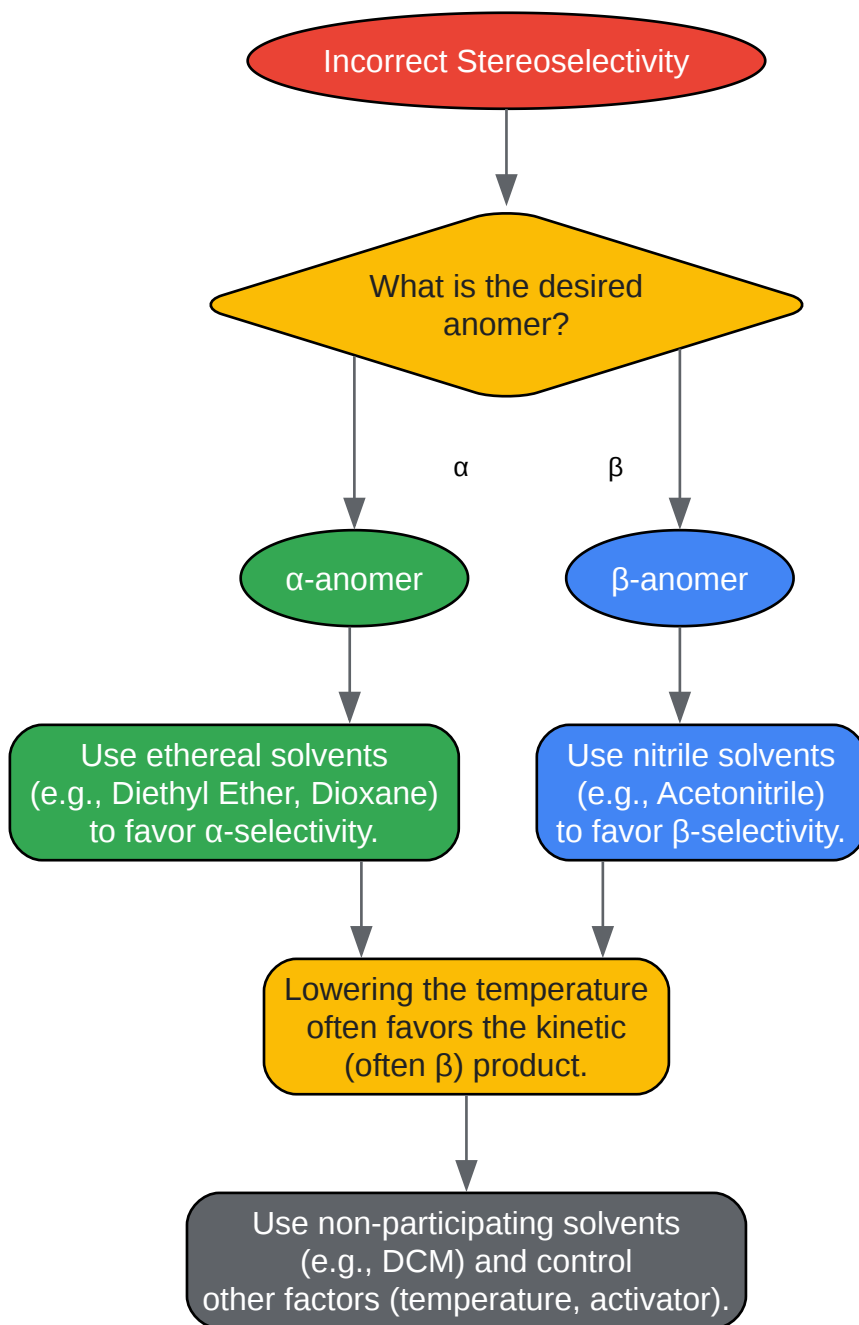 Incorrect Stereoselectivity
What is the desired
anomer?
α
β
α-anomer
β-anomer
Use ethereal solvents
(e.g., Diethyl Ether, Dioxane)
to favor α-selectivity.
Use nitrile solvents
(e.g., Acetonitrile)
to favor β-selectivity.
Lowering the temperature
often favors the kinetic
(often β) product.
Use non-participating solvents
(e.g., DCM) and control
other factors (temperature, activator).